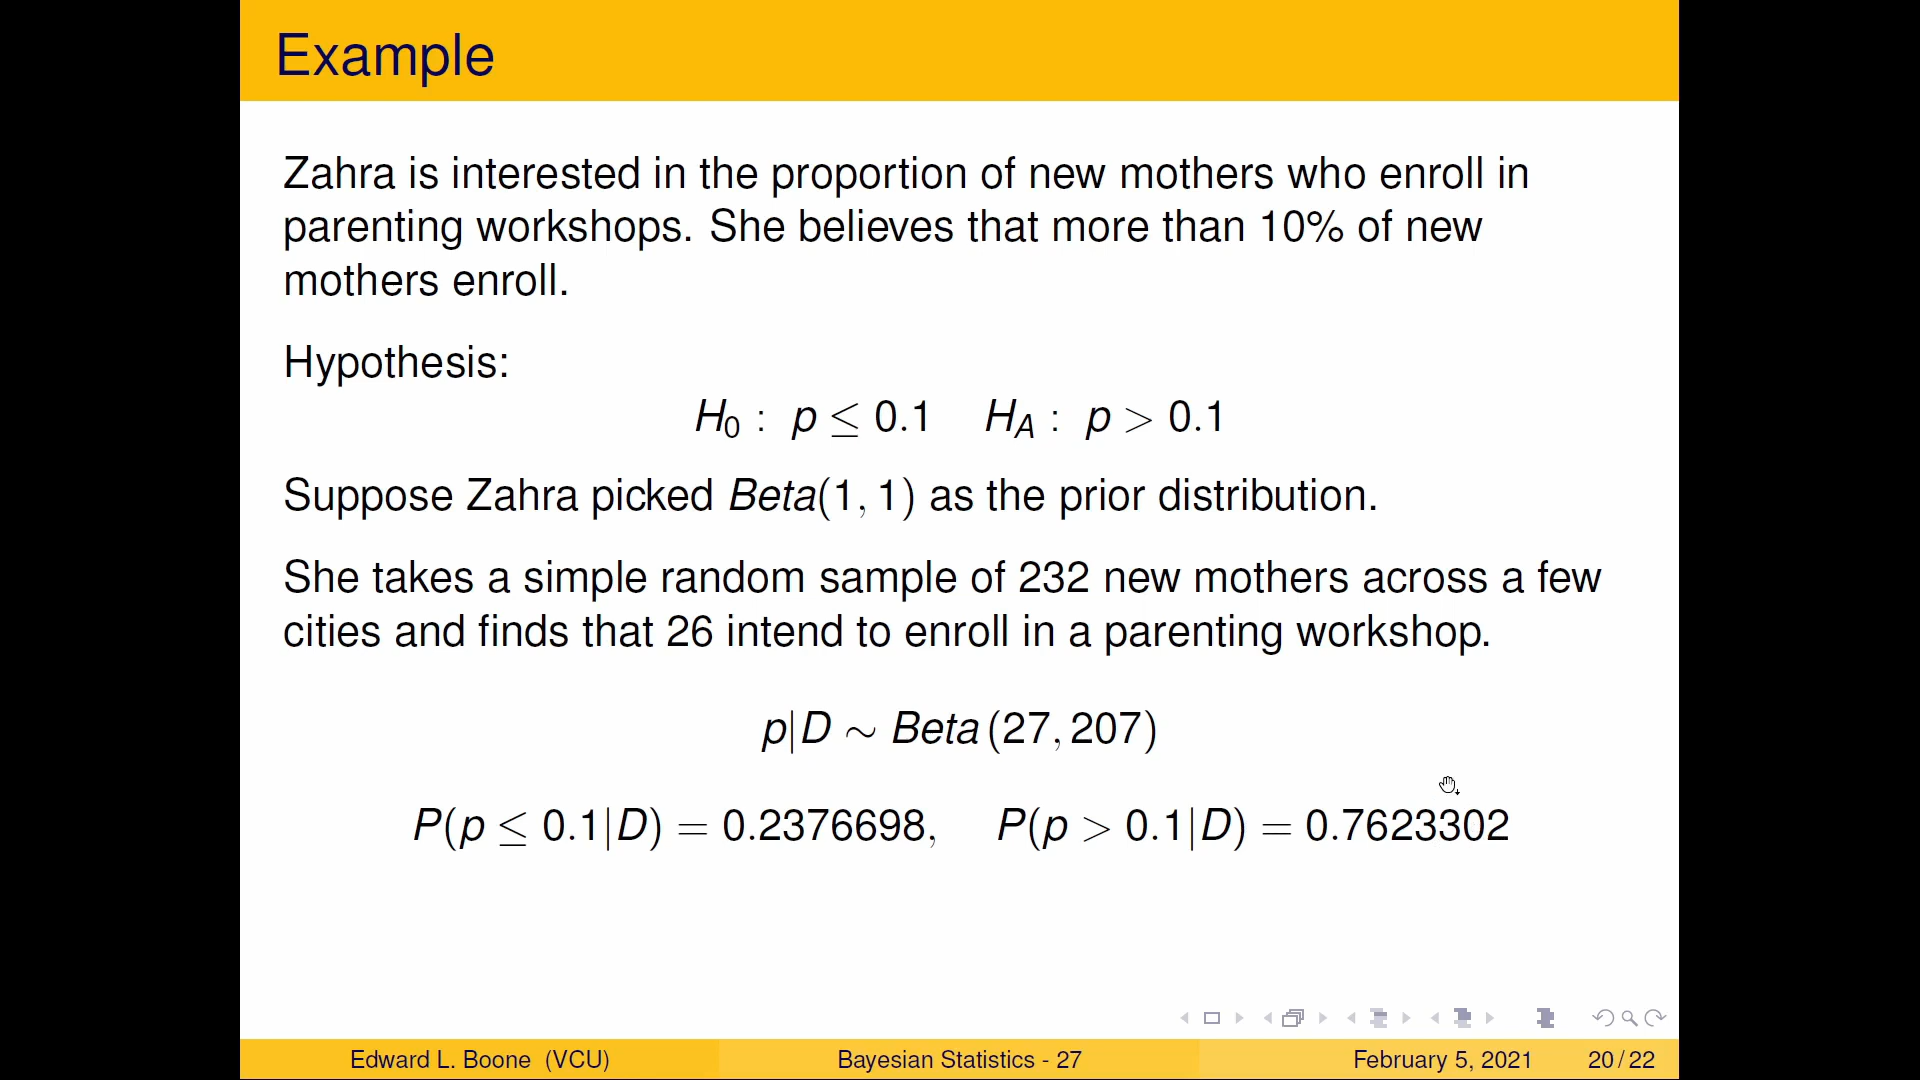 Example
Zahra is interested in the proportion of new mothers who enroll in
parenting workshops. She believes that more than 10% of new
mothers enroll.
Hypothesis:
H₀ : p ≤ 0.1 H_A : p > 0.1
Suppose Zahra picked Beta(1, 1) as the prior distribution.
She takes a simple random sample of 232 new mothers across a few
cities and finds that 26 intend to enroll in a parenting workshop.
p|D ∼ Beta (27, 207)
P(p ≤ 0.1|D) = 0.2376698, P(p > 0.1|D) = 0.7623302
Edward L. Boone (VCU) Bayesian Statistics - 27 February 5, 2021 20 / 22